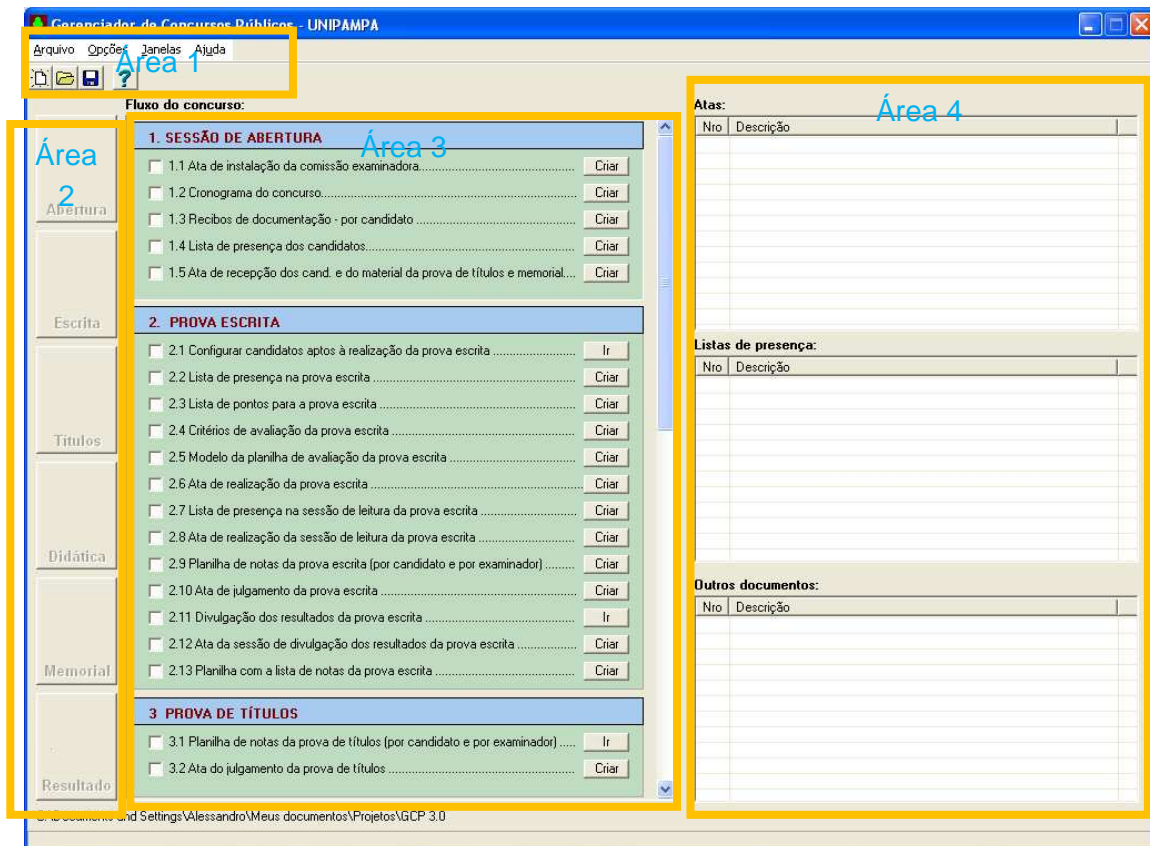 Gerenciador de Concursos Públicos - UNIPAMPA
Arquivo Opções Janelas Ajuda
Área 1
Fluxo do concurso:
Área 2
Abertura
Escrita
Títulos
Didática
Memorial
Resultado
Área 3
1. SESSÃO DE ABERTURA
1.1 Ata de instalação da comissão examinadora Criar
1.2 Cronograma do concurso Criar
1.3 Recibos de documentação - por candidato Criar
1.4 Lista de presença dos candidatos Criar
1.5 Ata de recepção dos cand. e do material da prova de títulos e memorial Criar
2. PROVA ESCRITA
2.1 Configurar candidatos aptos à realização da prova escrita Ir
2.2 Lista de presença na prova escrita Criar
2.3 Lista de pontos para a prova escrita Criar
2.4 Critérios de avaliação da prova escrita Criar
2.5 Modelo da planilha de avaliação da prova escrita Criar
2.6 Ata de realização da prova escrita Criar
2.7 Lista de presença na sessão de leitura da prova escrita Criar
2.8 Ata de realização da sessão de leitura da prova escrita Criar
2.9 Planilha de notas da prova escrita (por candidato e por examinador) Criar
2.10 Ata de julgamento da prova escrita Criar
2.11 Divulgação dos resultados da prova escrita Ir
2.12 Ata da sessão de divulgação dos resultados da prova escrita Criar
2.13 Planilha com a lista de notas da prova escrita Criar
3 PROVA DE TÍTULOS
3.1 Planilha de notas da prova de títulos (por candidato e por examinador) Ir
3.2 Ata do julgamento da prova de títulos Criar
Área 4
Atas:
Nro Descrição
Listas de presença:
Nro Descrição
Outros documentos:
Nro Descrição
C:\Documents and Settings\Alessandro\Meus documentos\Projetos\GCP 3.0